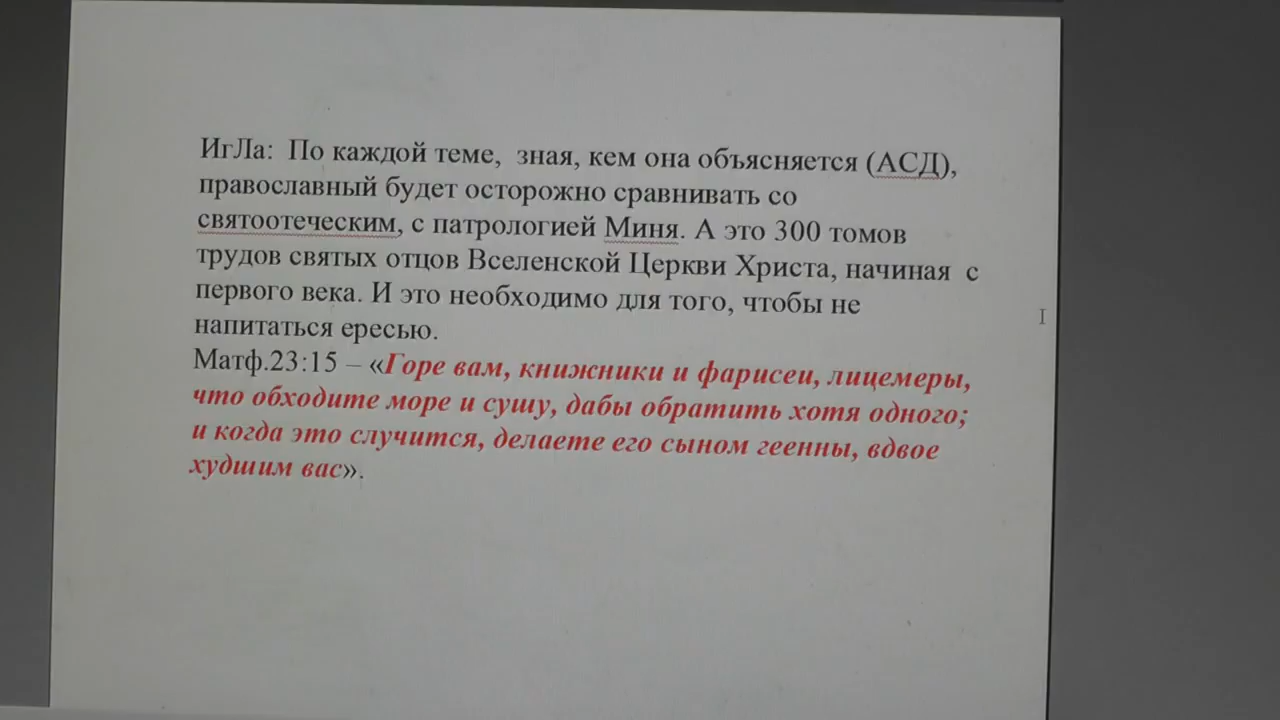 ИгЛа:  По каждой теме,  зная, кем она объясняется (АСД),
православный будет осторожно сравнивать со
святоотеческим, с патрологией Миня. А это 300 томов
трудов святых отцов Вселенской Церкви Христа, начиная  с
первого века. И это необходимо для того, чтобы не
напитаться ересью.
Матф.23:15 – «Горе вам, книжники и фарисеи, лицемеры,
что обходите море и сушу, дабы обратить хотя одного;
и когда это случится, делаете его сыном геенны, вдвое
худшим вас».